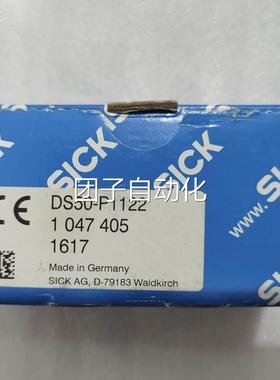 SICK
SICK
SICK
CE
DS50-P1122
1 047 405
团子自动化
1617
Made in Germany
SICK AG, D-79183 Waldkirch